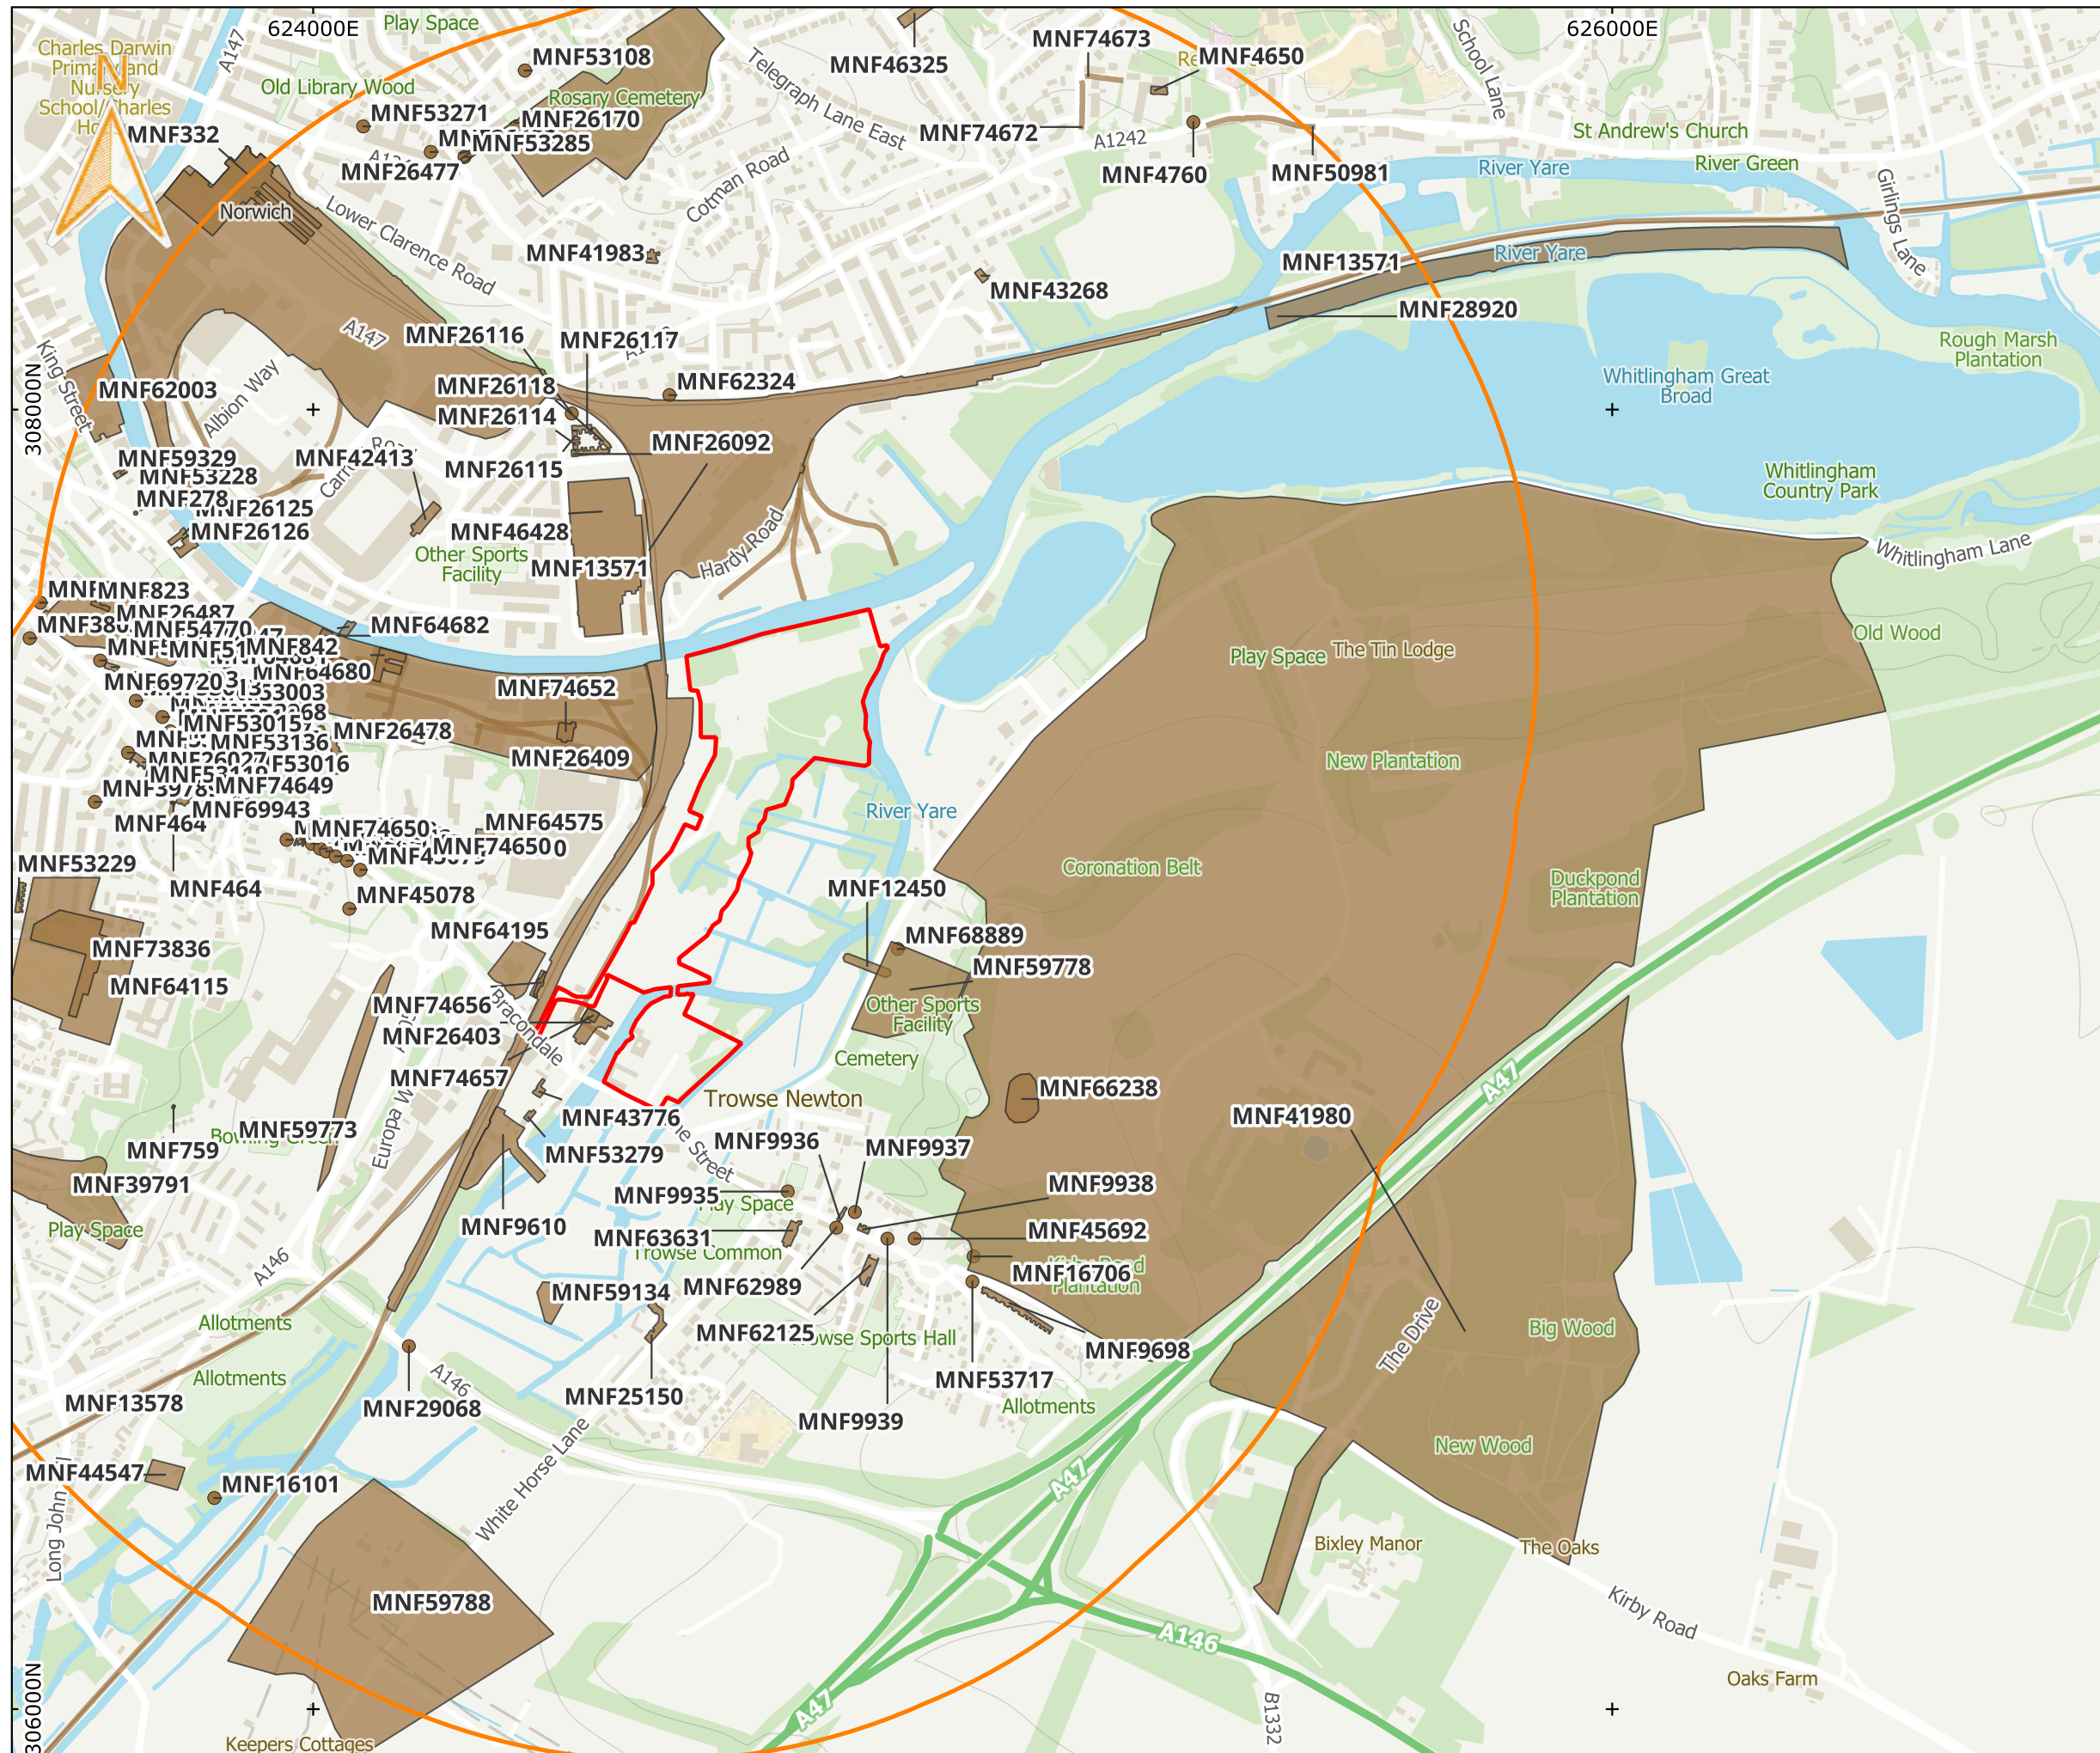 624000E
626000E
308000N
306000N
N
Charles Darwin
Primary and
Nursery
School/Charles
A147
Play Space
MNF53108
Old Library Wood
MNF53271
MNF26170
MNF53285
MNF26477
Rosary Cemetery
MNF332
Norwich
Telegraph Lane East
MNF46325
MNF74673
MNF4650
MNF74672
A1242
MNF4760
MNF50981
School Lane
St Andrew's Church
River Green
River Yare
Girlings Lane
Cotman Road
Lower Clarence Road
MNF41983
MNF43268
MNF13571
River Yare
MNF28920
Rough Marsh
Plantation
Whitlingham Great
Broad
Whitlingham
Country Park
Whitlingham Lane
Old Wood
A147
MNF26116
MNF26117
MNF26118
MNF62324
MNF26114
MNF26092
MNF26115
King Street
MNF62003
Albion Way
MNF42413
MNF59329
MNF53228
MNF278
MNF26125
MNF26126
MNF46428
Other Sports
Facility
MNF13571
Hardy Road
MNF823
MNF26487
MNF54770
MNF842
MNF64682
MNF64680
MNF69720
MNF74652
MNF26409
MNF26478
MNF53015
MNF53136
MNF53016
MNF74649
MNF69943
MNF464
MNF74650
MNF64575
MNF74650
MNF464
MNF45078
MNF53229
MNF73836
MNF64115
MNF64195
MNF74656
MNF26403
Bracondale
MNF74657
MNF43776
MNF53279
MNF59773
MNF759
MNF39791
Play Space
MNF9610
A146
Allotments
Allotments
MNF13578
MNF29068
A146
MNF44547
MNF16101
White Horse Lane
MNF59788
Keepers Cottages
River Yare
MNF12450
MNF68889
MNF59778
Other Sports
Facility
Cemetery
Trowse Newton
MNF9936
MNF9937
MNF9935
MNF9938
MNF63631
Trowse Common
MNF45692
MNF16706
Plantation
MNF62989
MNF59134
MNF62125
MNF9698
MNF53717
MNF25150
MNF9939
Allotments
MNF66238
MNF41980
Play Space
The Tin Lodge
New Plantation
Coronation Belt
Duckpond
Plantation
A47
The Drive
Big Wood
New Wood
Bixley Manor
The Oaks
Kirby Road
Oaks Farm
A47
A146
A47
B1332